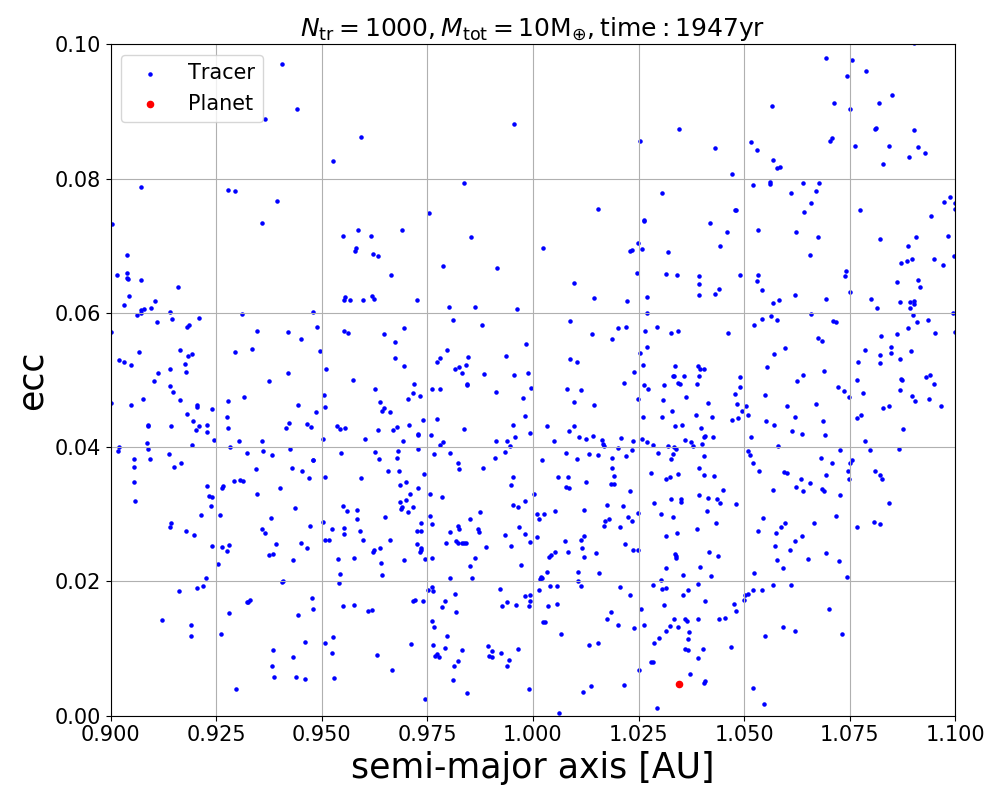 N_tr = 1000, M_tot = 10M_⊕, time : 1947yr
0.10
Tracer
Planet
0.08
0.06
ecc
0.04
0.02
0.00
0.900 0.925 0.950 0.975 1.000 1.025 1.050 1.075 1.100
semi-major axis [AU]